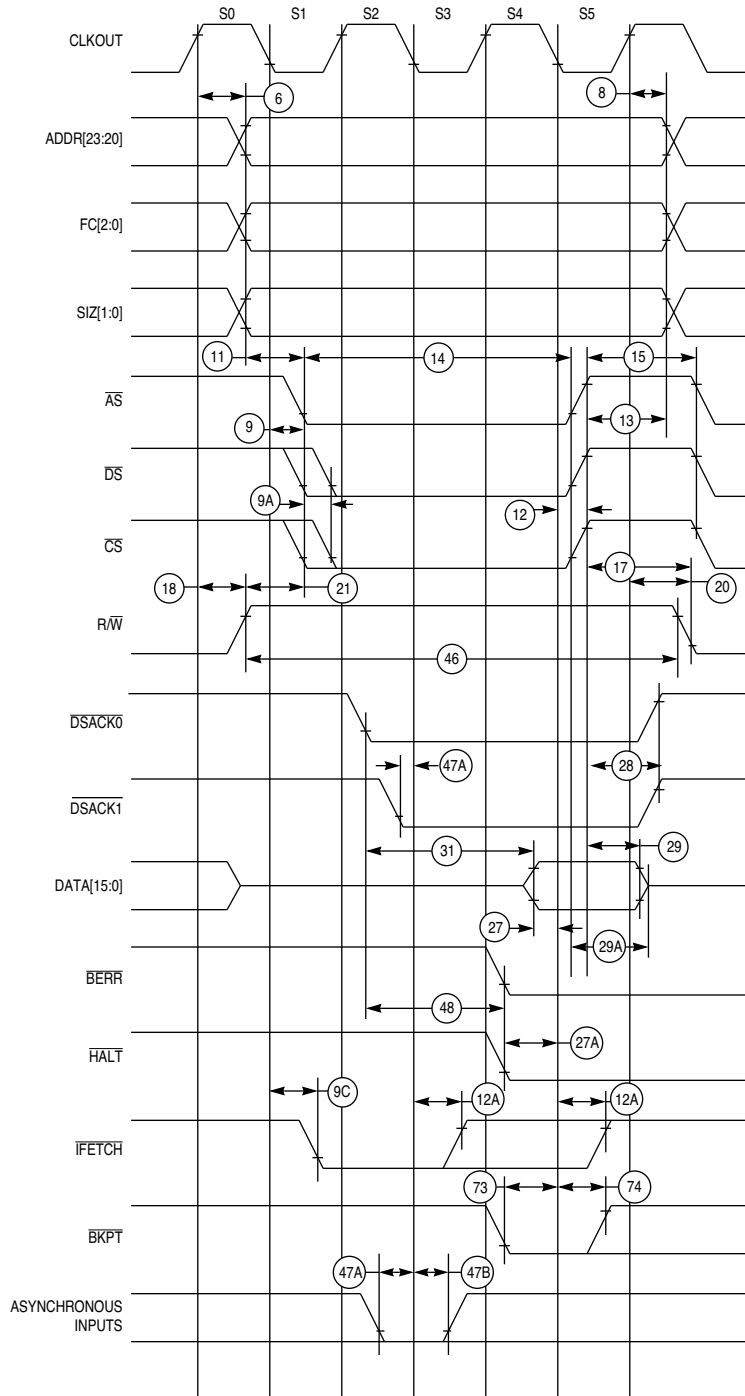 S0 S1 S2 S3 S4 S5
CLKOUT
6 8
ADDR[23:20]
FC[2:0]
SIZ[1:0]
11 14 15
AS
9 13
DS
9A 12
CS
17
18 21 20
R/W
46
DSACK0
47A 28
DSACK1
31 29
DATA[15:0]
27 29A
BERR
48
27A
HALT
9C 12A 12A
IFETCH
73 74
BKPT
47A 47B
ASYNCHRONOUS
INPUTS